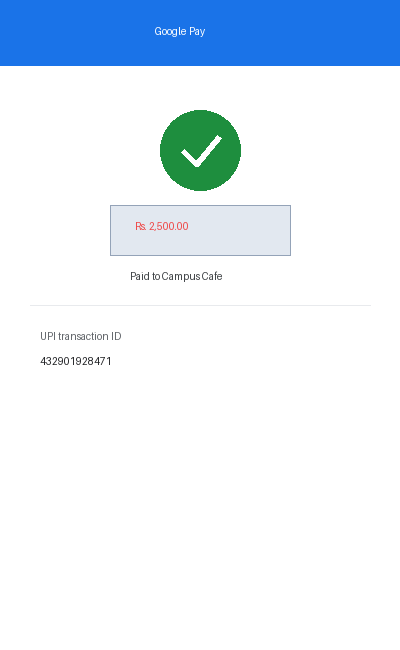 Google Pay
Rs. 2,500.00
Paid to Campus Cafe
UPI transaction ID
432901928471